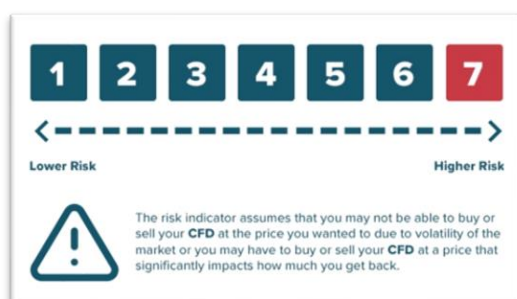 1 2 3 4 5 6 7
Lower Risk Higher Risk
The risk indicator assumes that you may not be able to buy or
sell your CFD at the price you wanted to due to volatility of the
market or you may have to buy or sell your CFD at a price that
significantly impacts how much you get back.